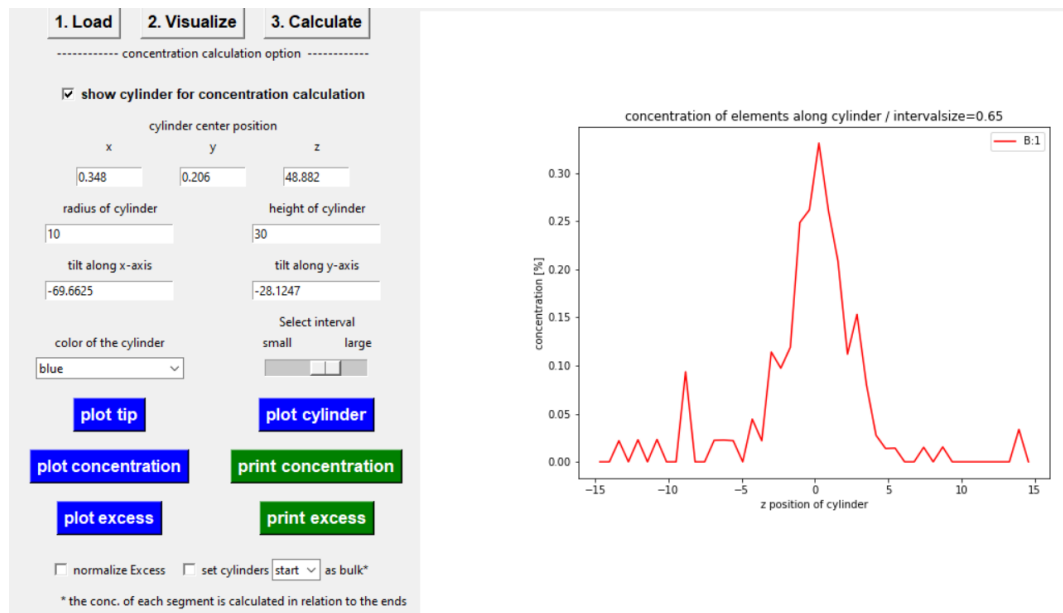 1. Load 2. Visualize 3. Calculate
------------ concentration calculation option ------------
show cylinder for concentration calculation
cylinder center position
x y z
0.348 0.206 48.882
radius of cylinder height of cylinder
10 30
tilt along x-axis tilt along y-axis
-69.6625 -28.1247
Select interval
color of the cylinder small large
blue
plot tip plot cylinder
plot concentration print concentration
plot excess print excess
normalize Excess set cylinders start as bulk*
* the conc. of each segment is calculated in relation to the ends
concentration of elements along cylinder / intervalsize=0.65
B:1
concentration [%]
0.30
0.25
0.20
0.15
0.10
0.05
0.00
−15 −10 −5 0 5 10 15
z position of cylinder